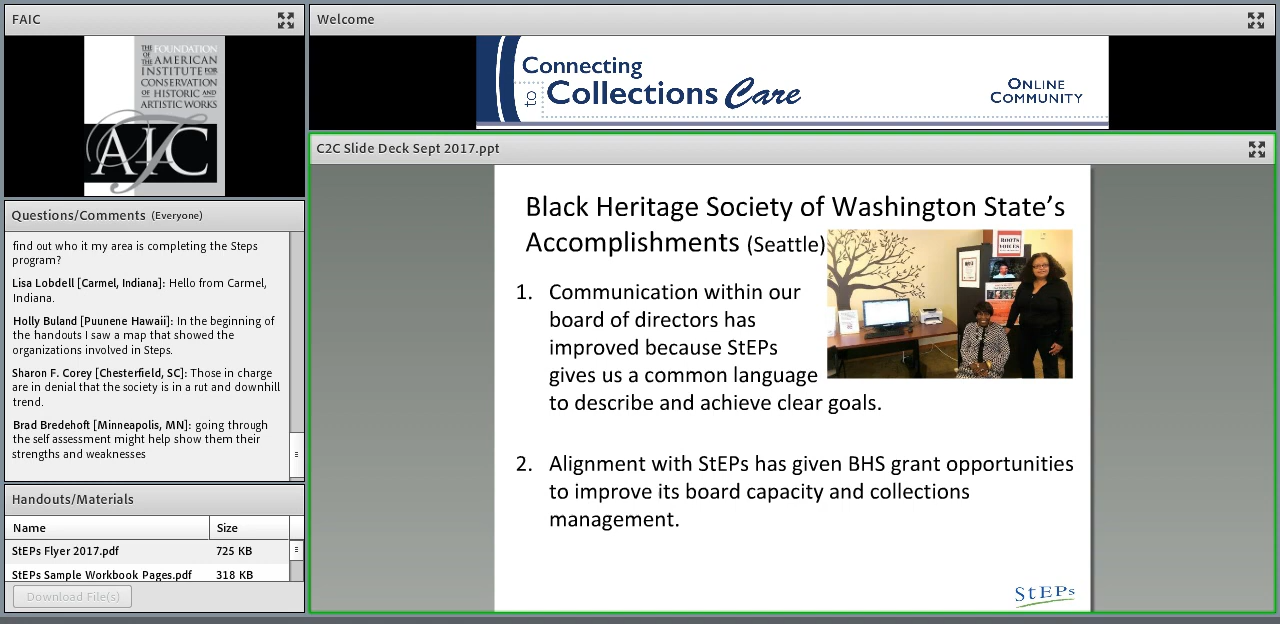 FAIC
THE FOUNDATION
OF THE AMERICAN
INSTITUTE FOR
CONSERVATION
OF HISTORIC AND
ARTISTIC WORKS
AIC
Questions/Comments (Everyone)
find out who it my area is completing the Steps
program?
Lisa Lobdell [Carmel, Indiana]: Hello from Carmel,
Indiana.
Holly Buland [Puunene Hawaii]: In the beginning of
the handouts I saw a map that showed the
organizations involved in Steps.
Sharon F. Corey [Chesterfield, SC]: Those in charge
are in denial that the society is in a rut and downhill
trend.
Brad Bredehoft [Minneapolis, MN]: going through
the self assessment might help show them their
strengths and weaknesses
Handouts/Materials
Name Size
StEPs Flyer 2017.pdf 725 KB
StEPs Sample Workbook Pages.pdf 318 KB
Download File(s)
Welcome
Connecting
to Collections Care
ONLINE
COMMUNITY
C2C Slide Deck Sept 2017.ppt
Black Heritage Society of Washington State's
Accomplishments (Seattle)
ROOTS
VOICES
1. Communication within our
board of directors has
improved because StEPs
gives us a common language
to describe and achieve clear goals.
2. Alignment with StEPs has given BHS grant opportunities
to improve its board capacity and collections
management.
StEPs